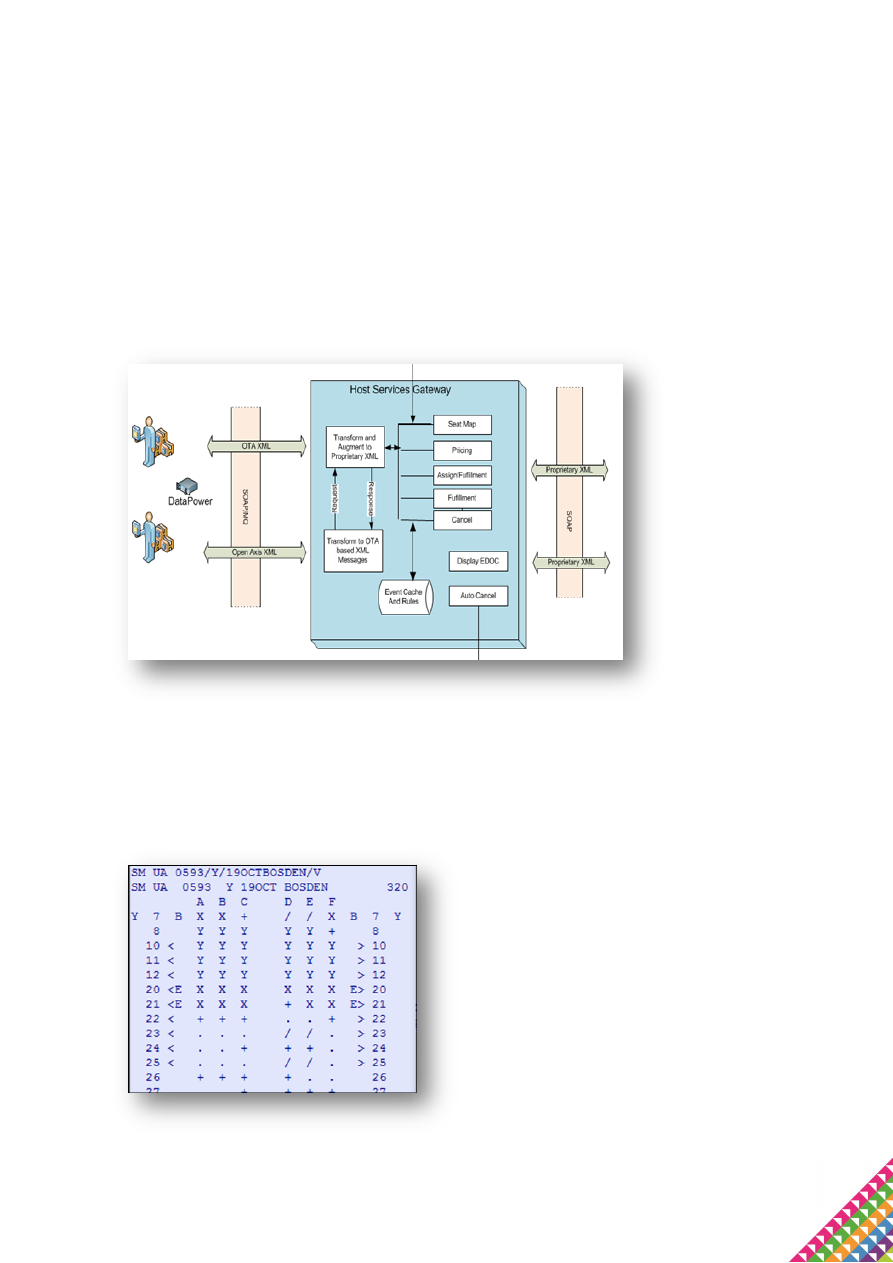 Host Services Gateway
Seat Map
Transform and
Augment to
Proprietary XML
Pricing
OTA XML
Proprietary XML
Assign/Fulfillment
DataPower
SOAP/MQ
Request
Response
Fulfillment
SOAP
Cancel
Open Axis XML
Transform to OTA
based XML
Messages
Display EDOC
Proprietary XML
Event Cache
And Rules
Auto Cancel
SM UA 0593/Y/19OCTBOSDEN/V
SM UA 0593 Y 19OCT BOSDEN 320
A B C D E F
Y 7 B X X + / / X B 7 Y
8 Y Y Y Y Y + 8
10 < Y Y Y Y Y Y > 10
11 < Y Y Y Y Y Y > 11
12 < Y Y Y Y Y Y > 12
20 <E X X X X X X E> 20
21 <E X X X + X X E> 21
22 < + + + . . + > 22
23 < . . . / / . > 23
24 < . . + + + . > 24
25 < . . . / / . > 25
26 + + + + . . 26
27 + + + + 27